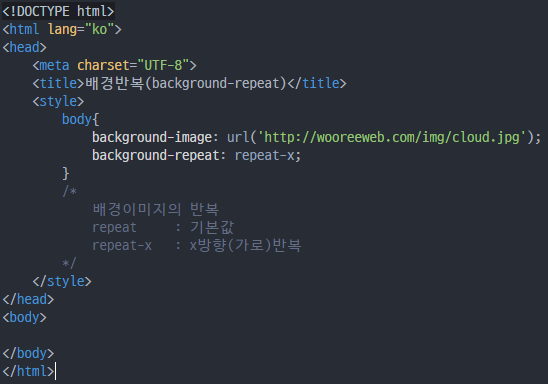 <!DOCTYPE html>
<html lang="ko">
<head>
    <meta charset="UTF-8">
    <title>배경반복(background-repeat)</title>
    <style>
        body{
            background-image: url('http://wooreeweb.com/img/cloud.jpg');
            background-repeat: repeat-x;
        }
        /*
            배경이미지의 반복
            repeat     : 기본값
            repeat-x   : x방향(가로)반복
        */
    </style>
</head>
<body>

</body>
</html>